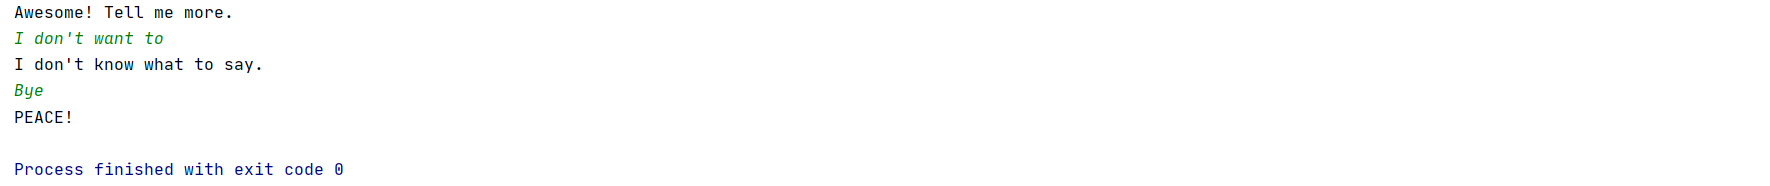 Awesome! Tell me more.
I don't want to
I don't know what to say.
Bye
PEACE!
Process finished with exit code 0